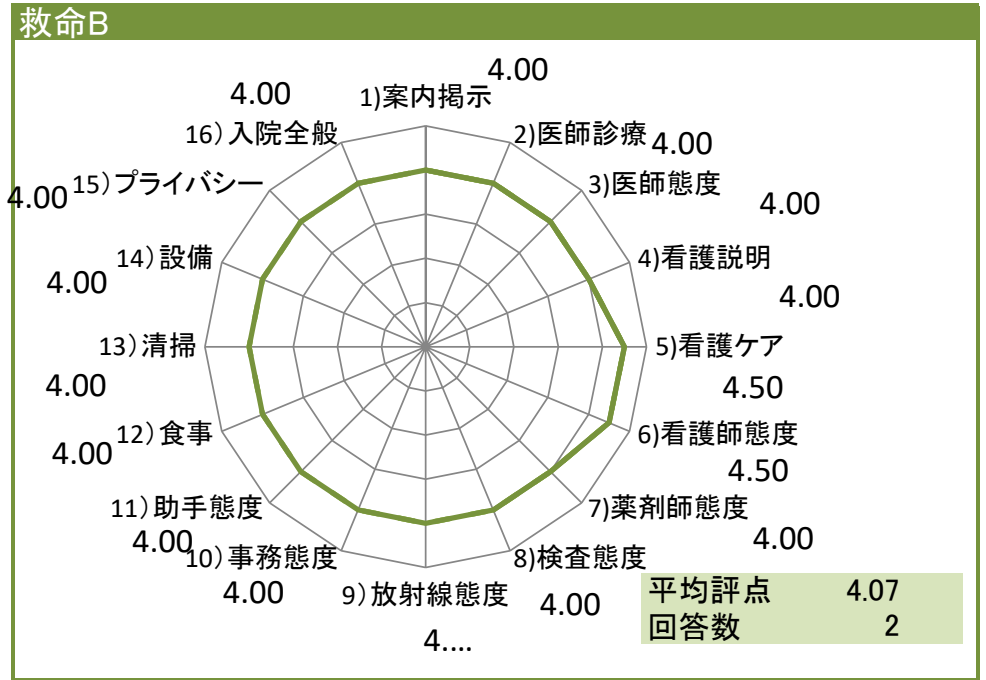 救命B
1)案内掲示
4.00
2)医師診療
4.00
3)医師態度
4.00
4)看護説明
4.00
5)看護ケア
4.50
6)看護師態度
4.50
7)薬剤師態度
4.00
8)検査態度
4.00
9）放射線態度
4....
10）事務態度
4.00
11）助手態度
4.00
12）食事
4.00
13）清掃
4.00
14）設備
4.00
15）プライバシー
4.00
16）入院全般
4.00
平均評点 4.07
回答数 2